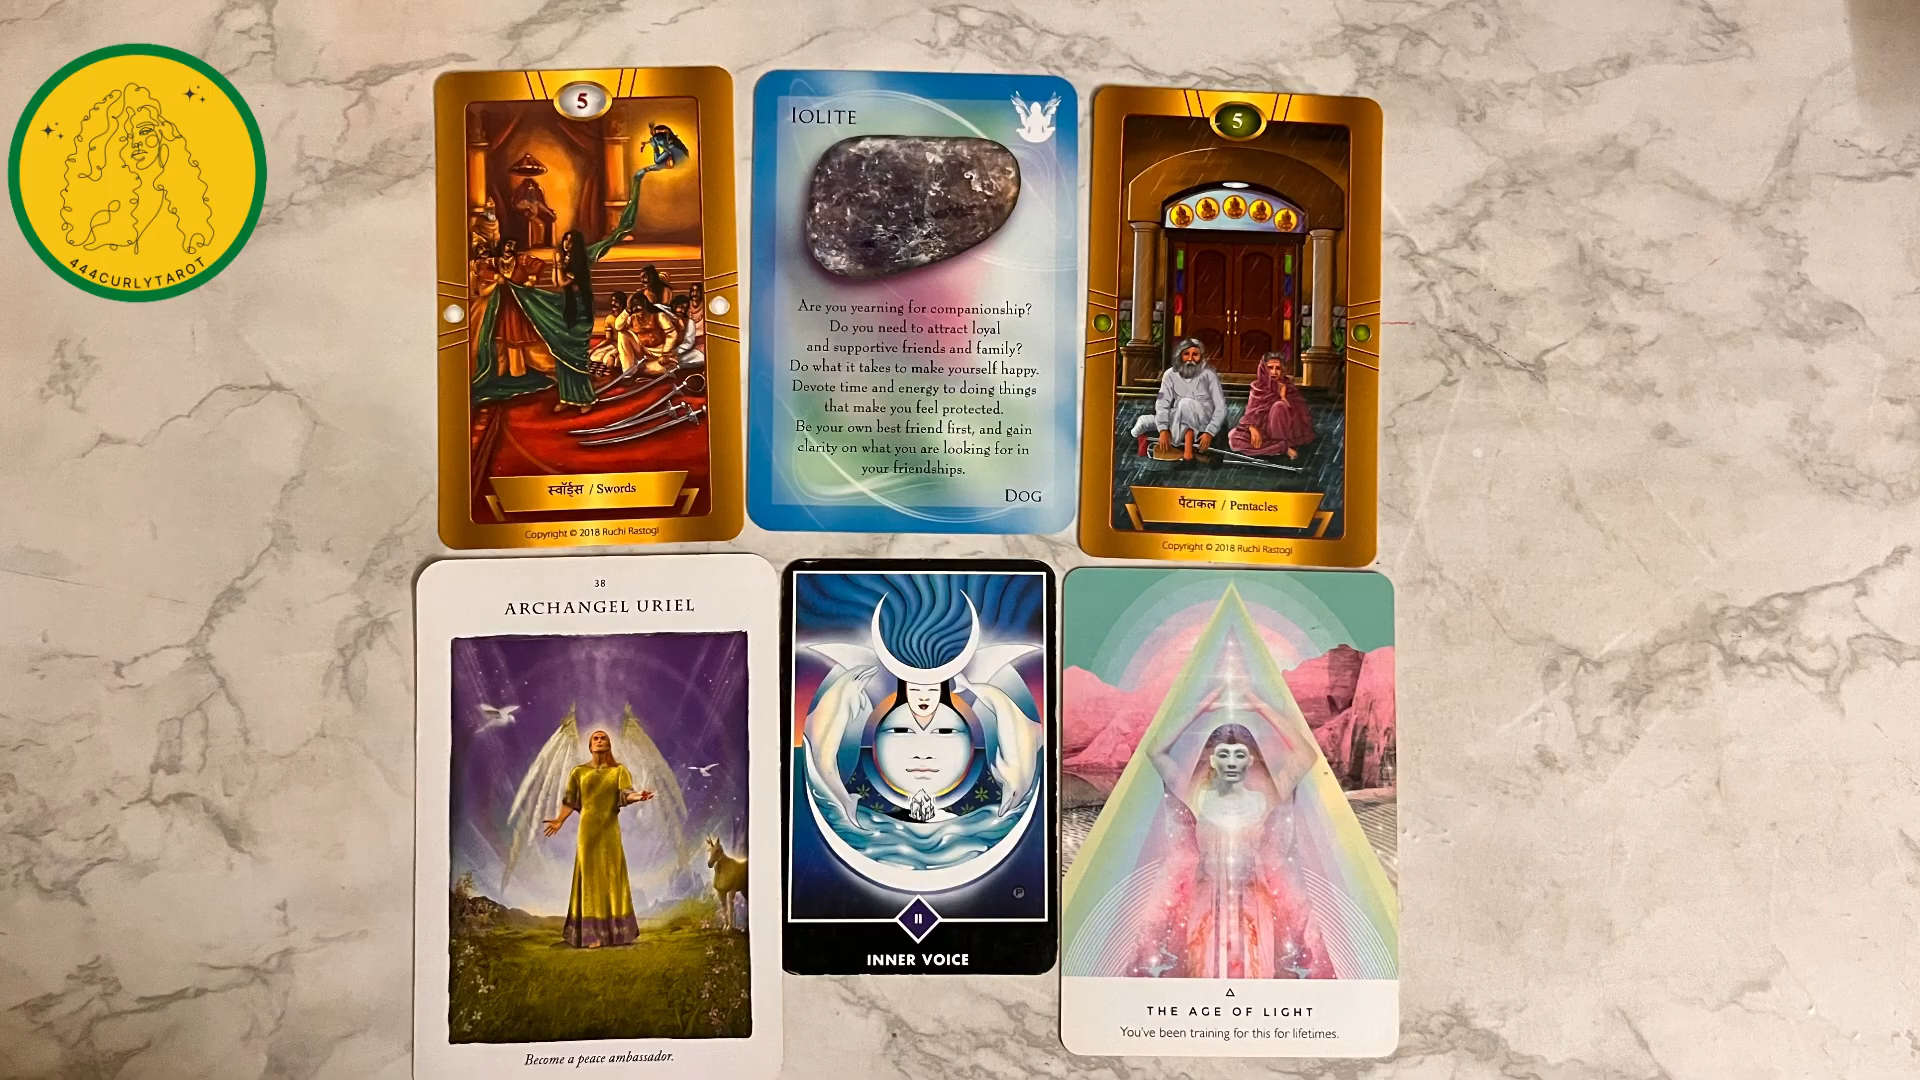 444CURLYTAROT
5
स्वॉर्ड्स / Swords
Copyright © 2018 Ruchi Rastogi
IOLITE
Are you yearning for companionship?
Do you need to attract loyal
and supportive friends and family?
Do what it takes to make yourself happy.
Devote time and energy to doing things
that make you feel protected.
Be your own best friend first, and gain
clarity on what you are looking for in
your friendships.
DOG
5
पेंटाकल / Pentacles
Copyright © 2018 Ruchi Rastogi
38
ARCHANGEL URIEL
Become a peace ambassador.
P
II
INNER VOICE
THE AGE OF LIGHT
You've been training for this for lifetimes.